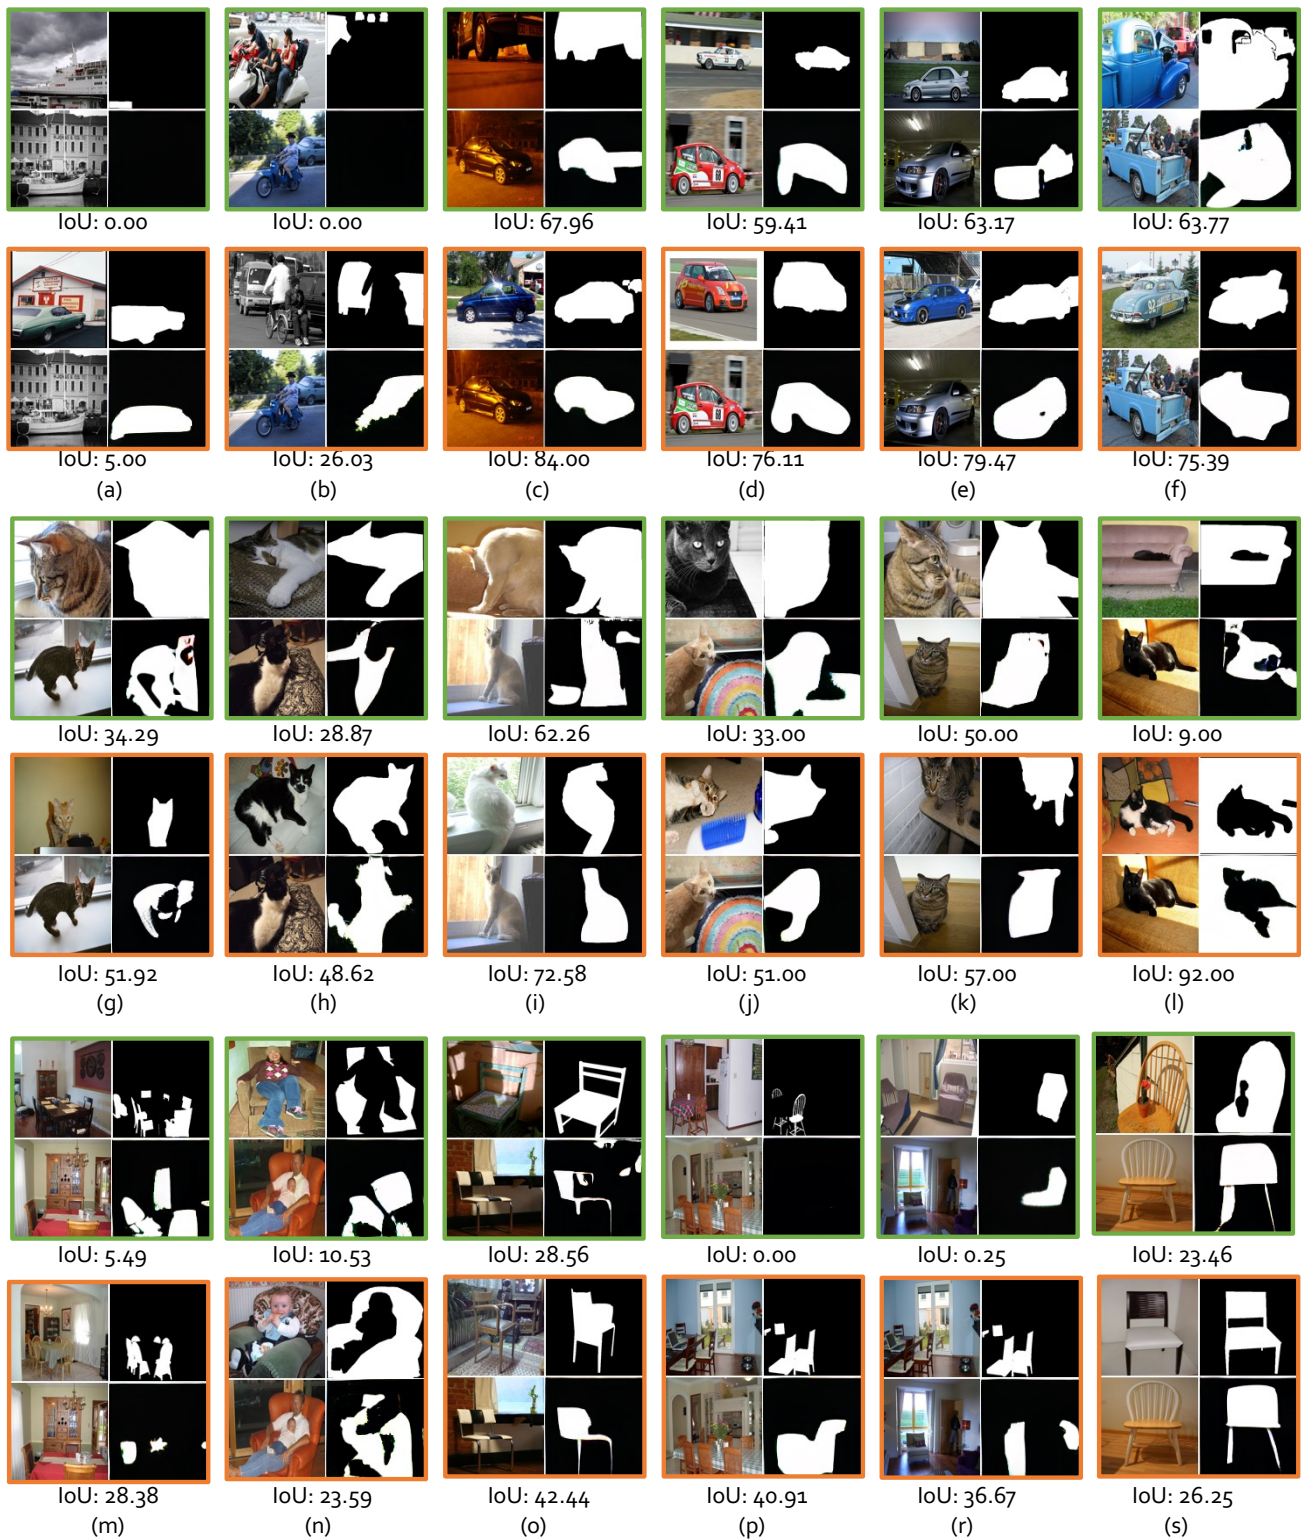 IoU: 0.00 IoU: 0.00 IoU: 67.96 IoU: 59.41 IoU: 63.17 IoU: 63.77
IoU: 5.00 IoU: 26.03 IoU: 84.00 IoU: 76.11 IoU: 79.47 IoU: 75.39
(a) (b) (c) (d) (e) (f)
IoU: 34.29 IoU: 28.87 IoU: 62.26 IoU: 33.00 IoU: 50.00 IoU: 9.00
IoU: 51.92 IoU: 48.62 IoU: 72.58 IoU: 51.00 IoU: 57.00 IoU: 92.00
(g) (h) (i) (j) (k) (l)
IoU: 5.49 IoU: 10.53 IoU: 28.56 IoU: 0.00 IoU: 0.25 IoU: 23.46
IoU: 28.38 IoU: 23.59 IoU: 42.44 IoU: 40.91 IoU: 36.67 IoU: 26.25
(m) (n) (o) (p) (r) (s)